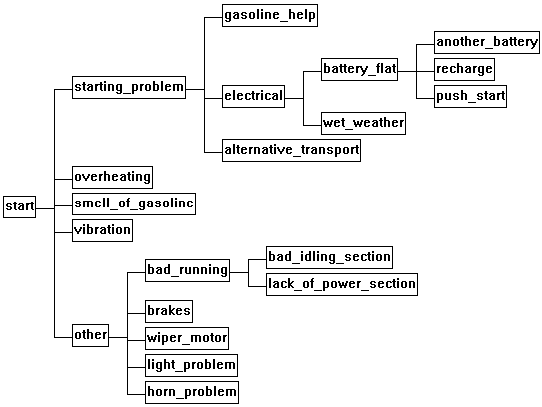 gasoline_help
another_battery
battery_flat
recharge
starting_problem
electrical
push_start
wet_weather
alternative_transport
overheating
smell_of_gasoline
start
vibration
bad_idling_section
bad_running
lack_of_power_section
brakes
other
wiper_motor
light_problem
horn_problem